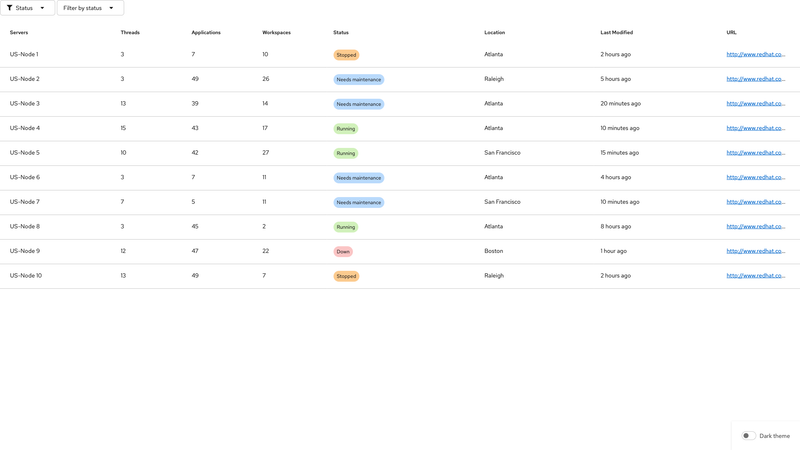 Status Filter by status
Servers Threads Applications Workspaces Status Location Last Modified URL
US-Node 1 3 7 10 Stopped Atlanta 2 hours ago http://www.redhat.co...
US-Node 2 3 49 26 Needs maintenance Raleigh 5 hours ago http://www.redhat.co...
US-Node 3 13 39 14 Needs maintenance Atlanta 20 minutes ago http://www.redhat.co...
US-Node 4 15 43 17 Running Atlanta 10 minutes ago http://www.redhat.co...
US-Node 5 10 42 27 Running San Francisco 15 minutes ago http://www.redhat.co...
US-Node 6 3 7 11 Needs maintenance Atlanta 4 hours ago http://www.redhat.co...
US-Node 7 7 5 11 Needs maintenance San Francisco 10 minutes ago http://www.redhat.co...
US-Node 8 3 45 2 Running Atlanta 8 hours ago http://www.redhat.co...
US-Node 9 12 47 22 Down Boston 1 hour ago http://www.redhat.co...
US-Node 10 13 49 7 Stopped Raleigh 2 hours ago http://www.redhat.co...
Dark theme